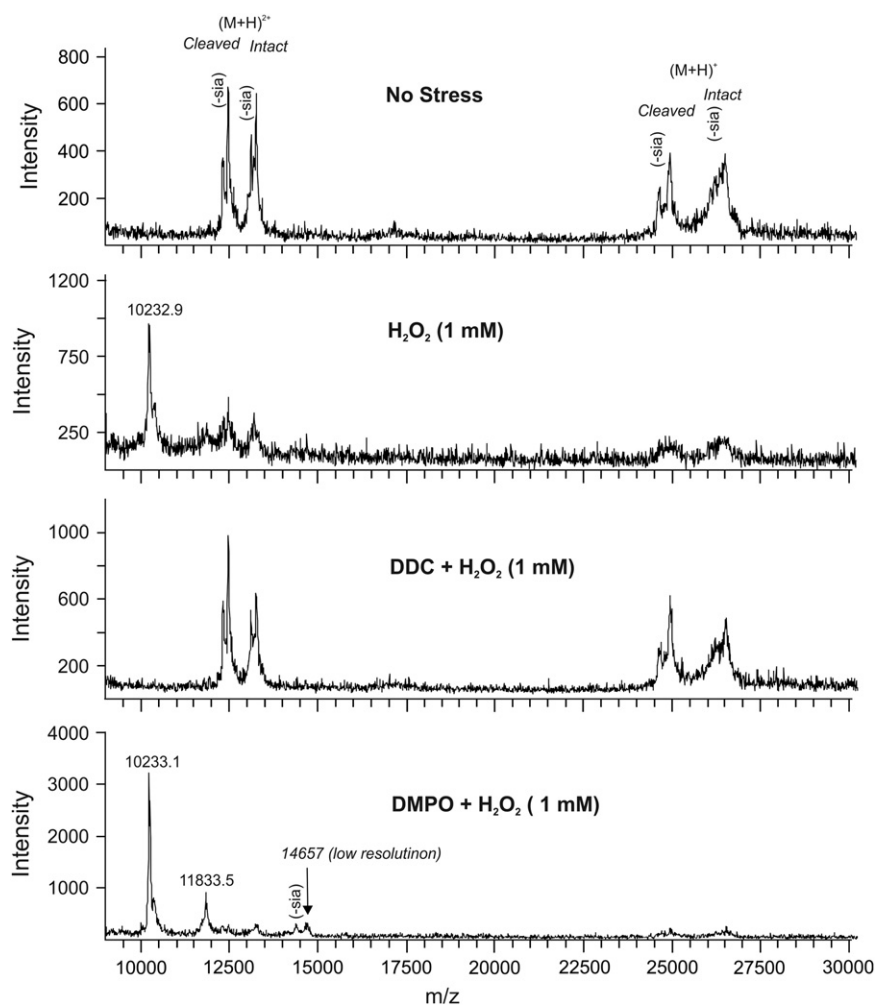 (M+H)²⁺
Cleaved Intact
(-sia) (-sia)
(M+H)⁺
Cleaved Intact
(-sia) (-sia)
No Stress
Intensity
800
600
400
200
H₂O₂ (1 mM)
10232.9
Intensity
1200
750
250
DDC + H₂O₂ (1 mM)
Intensity
1000
600
200
DMPO + H₂O₂ ( 1 mM)
10233.1
11833.5
14657 (low resolutinon)
(-sia)
Intensity
4000
3000
2000
1000
10000 12500 15000 17500 20000 22500 25000 27500 30000
m/z